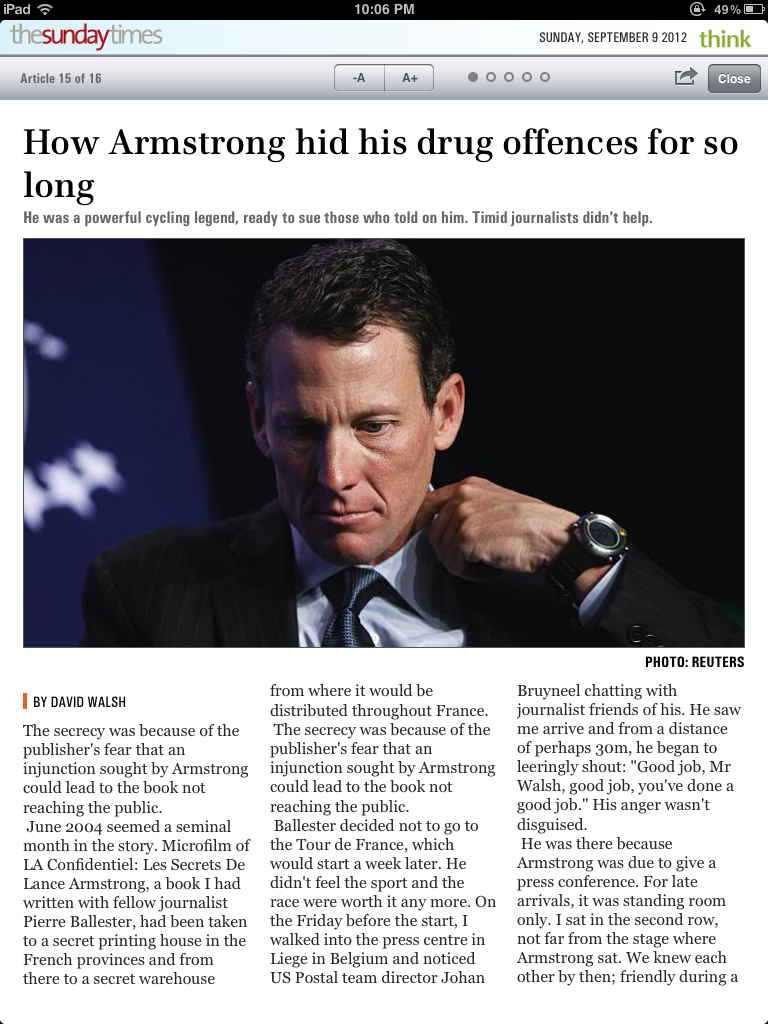 iPad
10:06 PM
49%
thesundaytimes
SUNDAY, SEPTEMBER 9 2012
think
Article 15 of 16
-A
A+
Close
How Armstrong hid his drug offences for so
long
He was a powerful cycling legend, ready to sue those who told on him. Timid journalists didn't help.
PHOTO: REUTERS
BY DAVID WALSH
The secrecy was because of the
publisher's fear that an
injunction sought by Armstrong
could lead to the book not
reaching the public.
June 2004 seemed a seminal
month in the story. Microfilm of
LA Confidentiel: Les Secrets De
Lance Armstrong, a book I had
written with fellow journalist
Pierre Ballester, had been taken
to a secret printing house in the
French provinces and from
there to a secret warehouse
from where it would be
distributed throughout France.
The secrecy was because of the
publisher's fear that an
injunction sought by Armstrong
could lead to the book not
reaching the public.
Ballester decided not to go to
the Tour de France, which
would start a week later. He
didn't feel the sport and the
race were worth it any more. On
the Friday before the start, I
walked into the press centre in
Liege in Belgium and noticed
US Postal team director Johan
Bruyneel chatting with
journalist friends of his. He saw
me arrive and from a distance
of perhaps 30m, he began to
leeringly shout: "Good job, Mr
Walsh, good job, you've done a
good job." His anger wasn't
disguised.
He was there because
Armstrong was due to give a
press conference. For late
arrivals, it was standing room
only. I sat in the second row,
not far from the stage where
Armstrong sat. We knew each
other by then; friendly during a